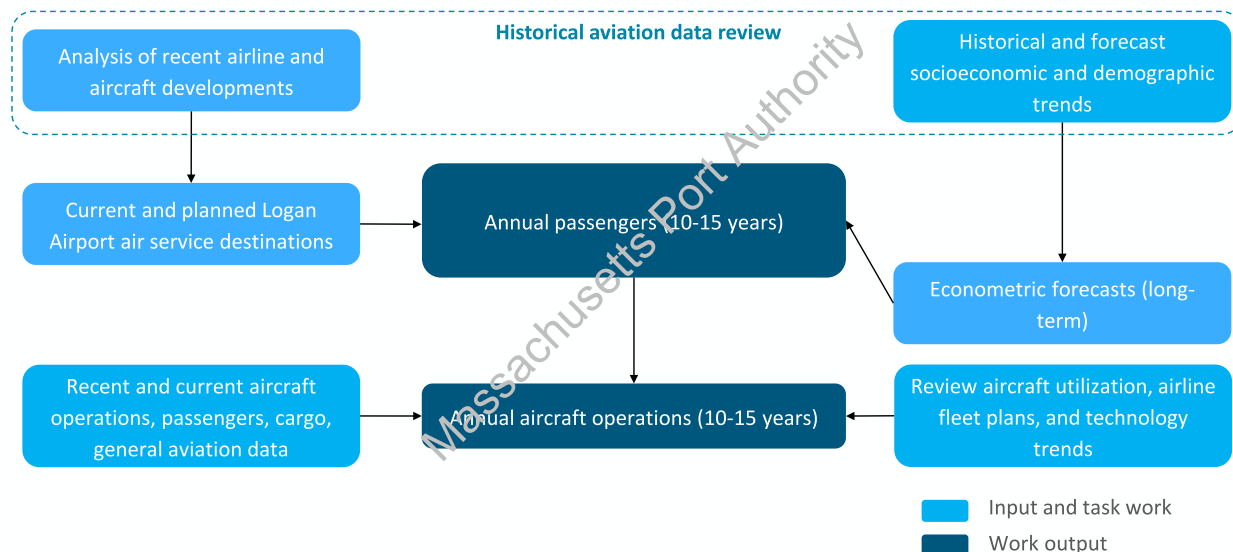 Historical aviation data review
Analysis of recent airline and
aircraft developments
Historical and forecast
socioeconomic and demographic
trends
Current and planned Logan
Airport air service destinations
Annual passengers (10-15 years)
Econometric forecasts (long-
term)
Recent and current aircraft
operations, passengers, cargo,
general aviation data
Annual aircraft operations (10-15 years)
Review aircraft utilization, airline
fleet plans, and technology
trends
Massachusetts Port Authority
Input and task work
Work output